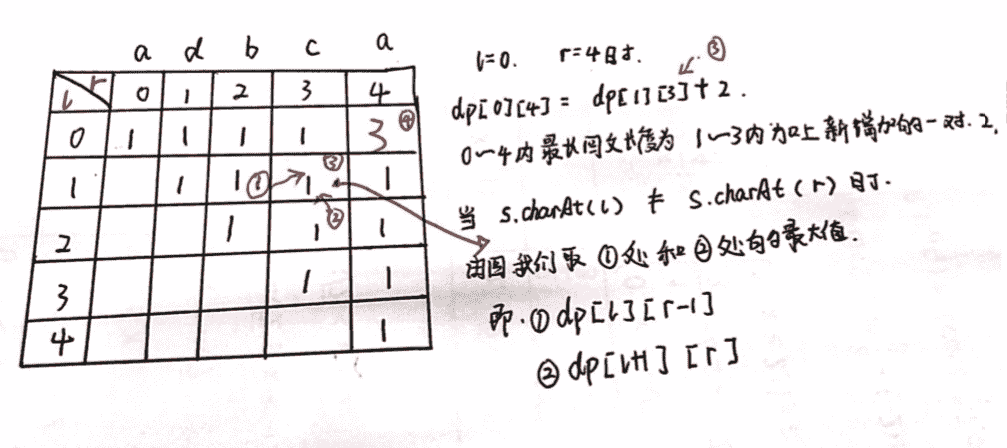 a d b c a
l r 0 1 2 3 4
0 1 1 1 1 3 ④
1 1 1 ① 1 ③ 1
2 1 1 ② 1
3 1 1
4 1
l=0. r=4时.
③
dp[0][4] = dp[1][3]+2.
0~4内最长回文长度为 1~3内加上新增加的一对. 2,
当 s.charAt(l) ≠ s.charAt(r) 时.
由图我们取 ①处 和 ②处的最大值.
即.① dp[l][r-1]
② dp[l+1][r]